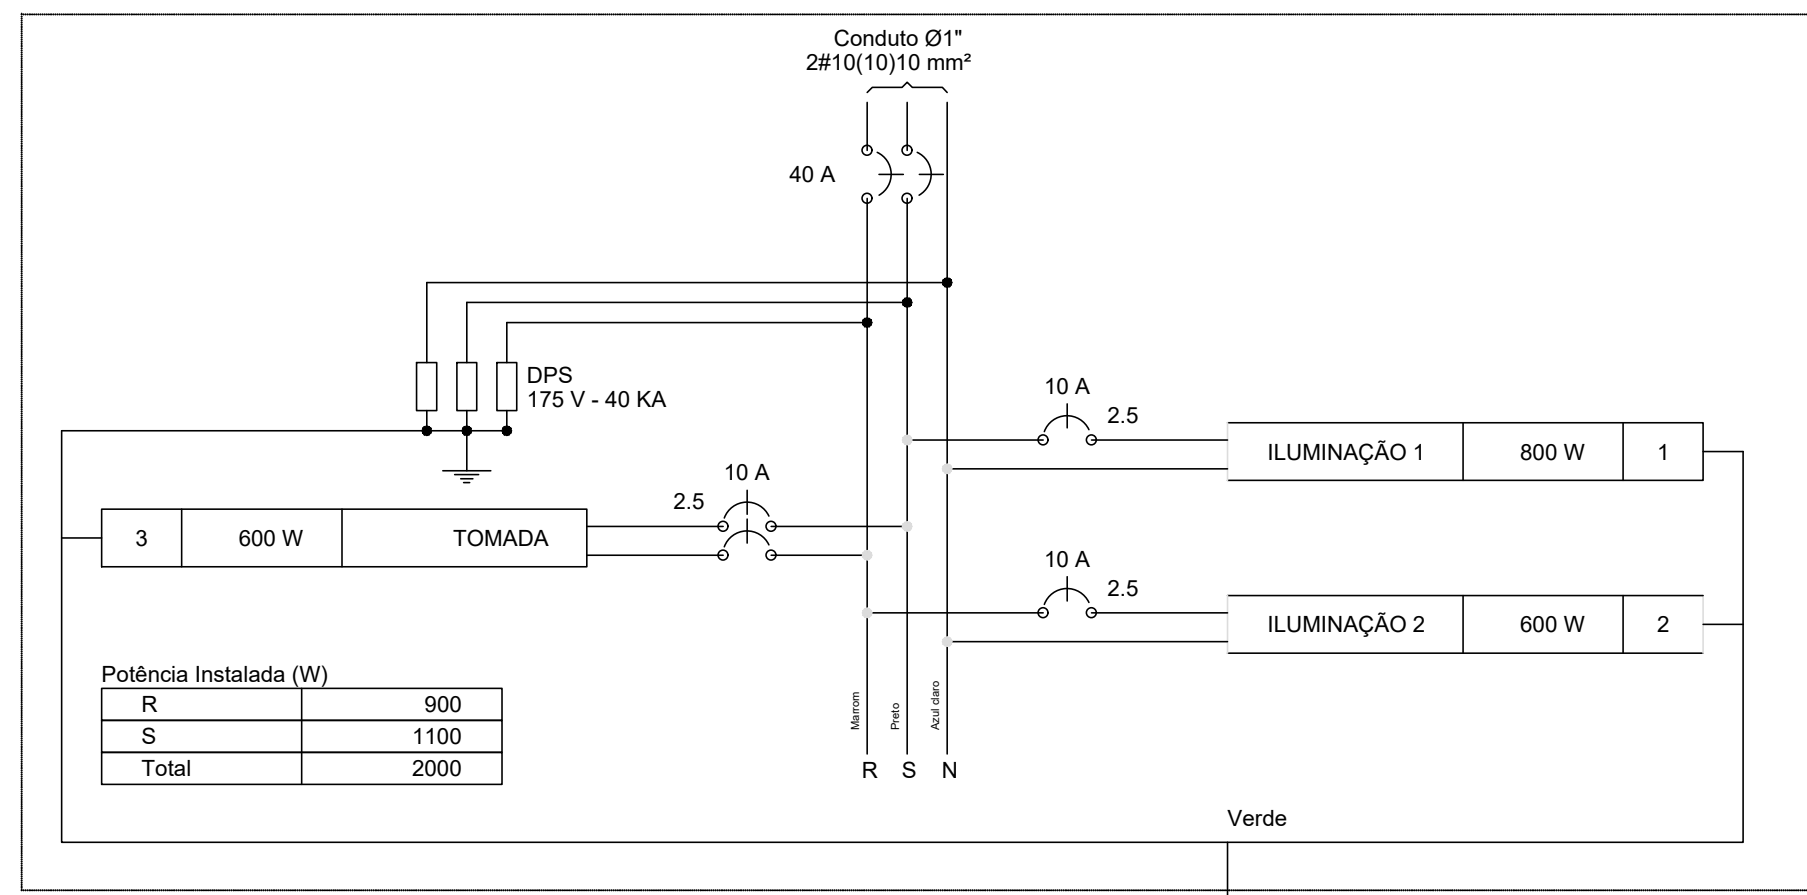 Conduto Ø1"
2#10(10)10 mm²
40 A
DPS
175 V - 40 KA
10 A
2.5
ILUMINAÇÃO 1 800 W 1
10 A
2.5
3 600 W TOMADA
10 A
2.5
ILUMINAÇÃO 2 600 W 2
Potência Instalada (W)
R 900
S 1100
Total 2000
Marrom
Preto
Azul claro
R S N
Verde